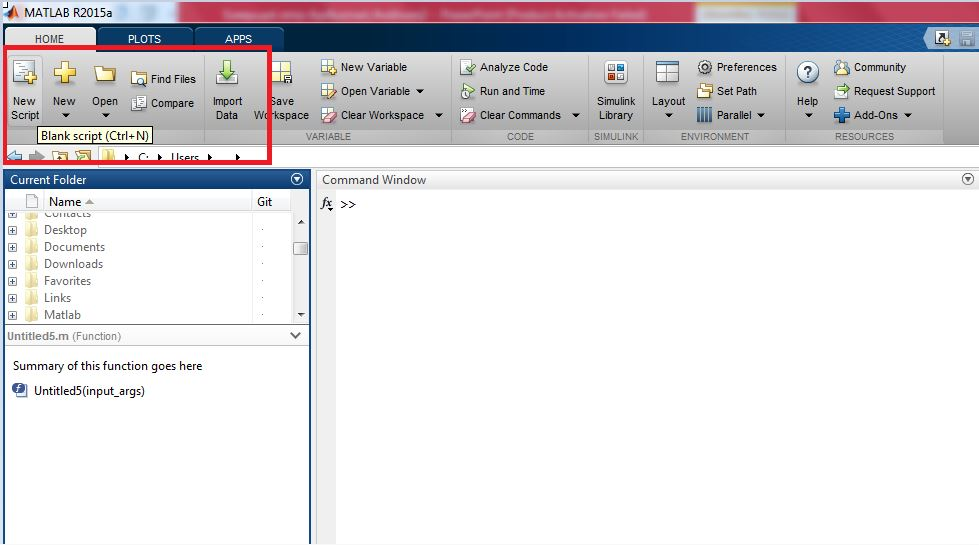 MATLAB R2015a
HOME PLOTS APPS
New Script New Open Find Files Compare Import Data Save Workspace New Variable Open Variable Clear Workspace Analyze Code Run and Time Clear Commands Simulink Library Layout Preferences Set Path Parallel Help Community Request Support Add-Ons
Blank script (Ctrl+N) VARIABLE CODE SIMULINK ENVIRONMENT RESOURCES
C: Users
Current Folder Command Window
Name Git
fx >>
Contacts
Desktop
Documents
Downloads
Favorites
Links
Matlab
Untitled5.m (Function)
Summary of this function goes here
Untitled5(input_args)